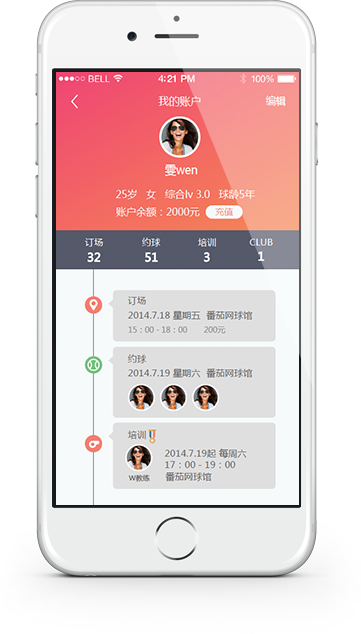 BELL 4:21 PM 100%
我的账户 编辑
雯wen
25岁 女 综合lv 3.0 球龄5年
账户余额：2000元 充值
订场 约球 培训 CLUB
32 51 3 1
订场
2014.7.18 星期五 番茄网球馆
15：00 - 18：00 200元
约球
2014.7.19 星期六 番茄网球馆
培训
2014.7.19起 每周六
17：00 - 19：00
W教练 番茄网球馆